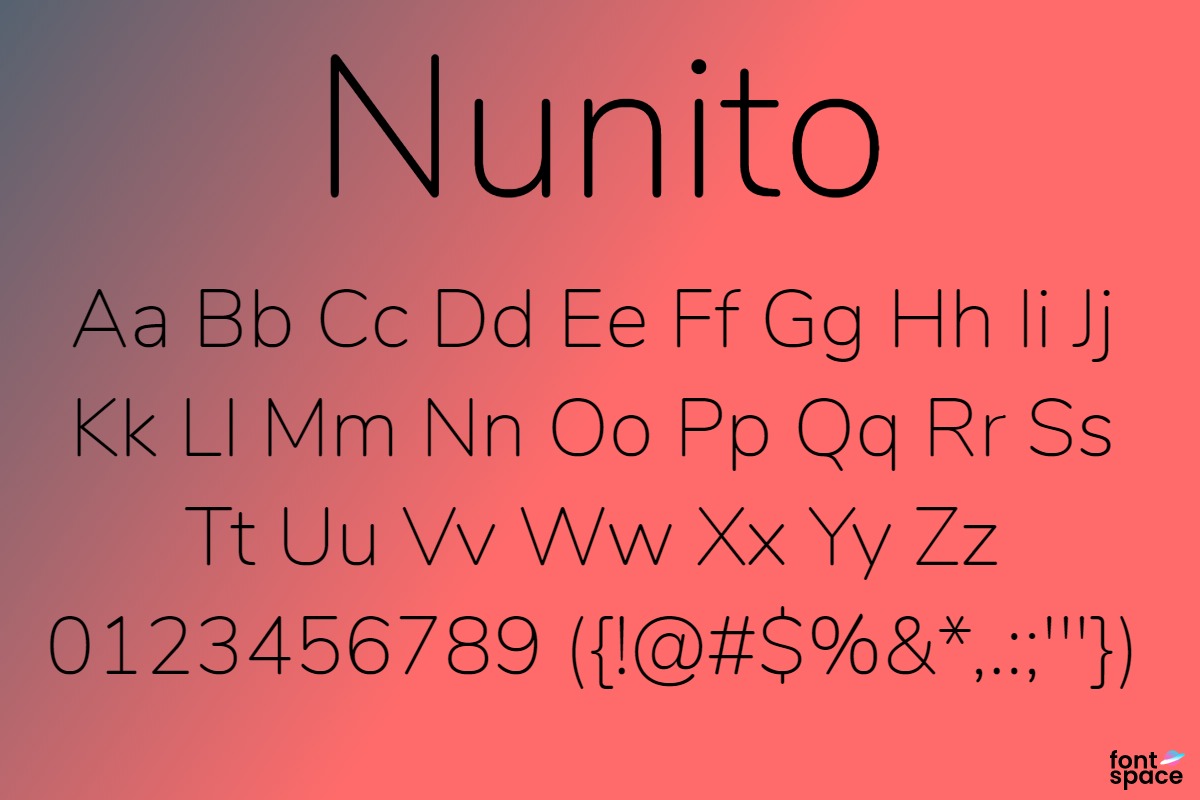 Nunito
Aa Bb Cc Dd Ee Ff Gg Hh Ii Jj
Kk Ll Mm Nn Oo Pp Qq Rr Ss
Tt Uu Vv Ww Xx Yy Zz
0123456789 ({!@#$%&*,.:;'"'})
font
space